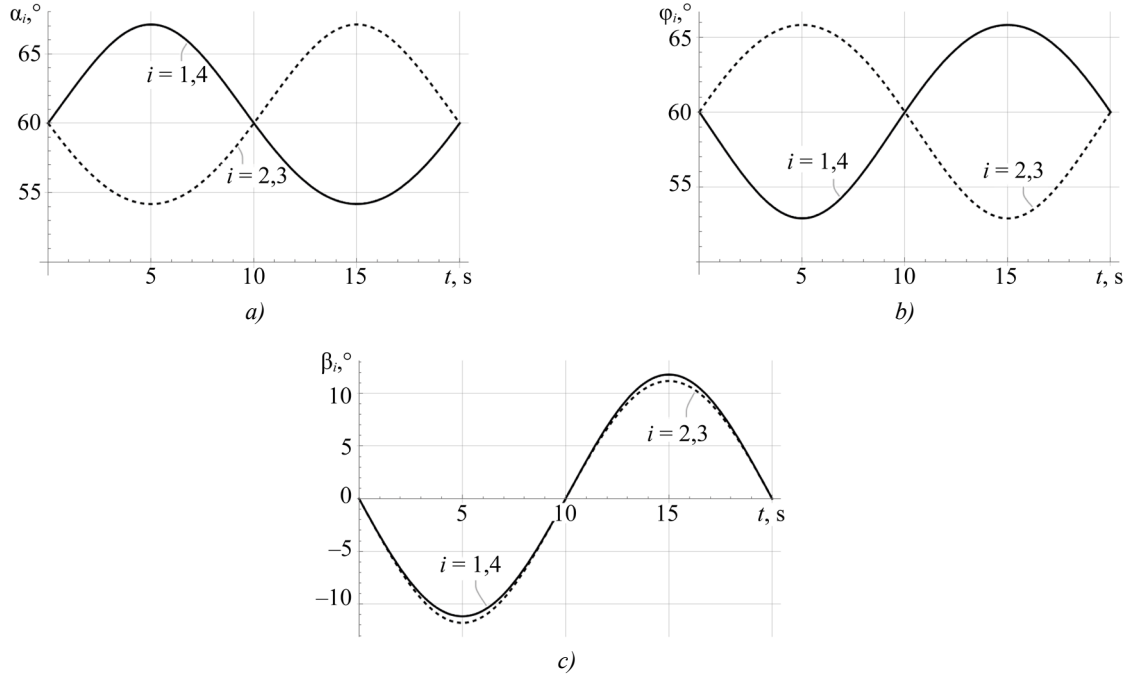 αi,°
65
60
55
i = 1,4
i = 2,3
5
10
15
t, s
a)
φi,°
65
60
55
i = 1,4
i = 2,3
5
10
15
t, s
b)
βi,°
10
5
0
−5
−10
i = 2,3
i = 1,4
5
10
15
t, s
c)